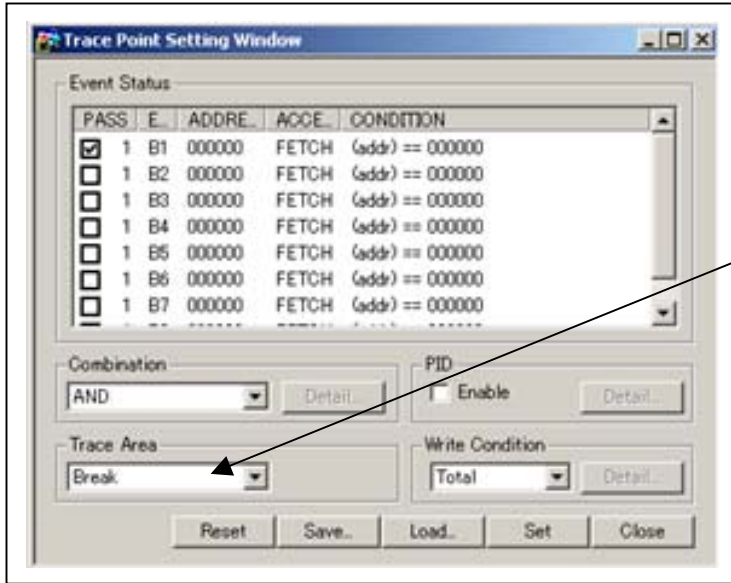 Trace Point Setting Window
Event Status
PASS E.. ADDRE.. ACCE.. CONDITION
1 B1 000000 FETCH (addr) == 000000
1 B2 000000 FETCH (addr) == 000000
1 B3 000000 FETCH (addr) == 000000
1 B4 000000 FETCH (addr) == 000000
1 B5 000000 FETCH (addr) == 000000
1 B6 000000 FETCH (addr) == 000000
1 B7 000000 FETCH (addr) == 000000
Combination
AND Detail...
PID
Enable Detail...
Trace Area
Break
Write Condition
Total Detail...
Reset Save.. Load.. Set Close